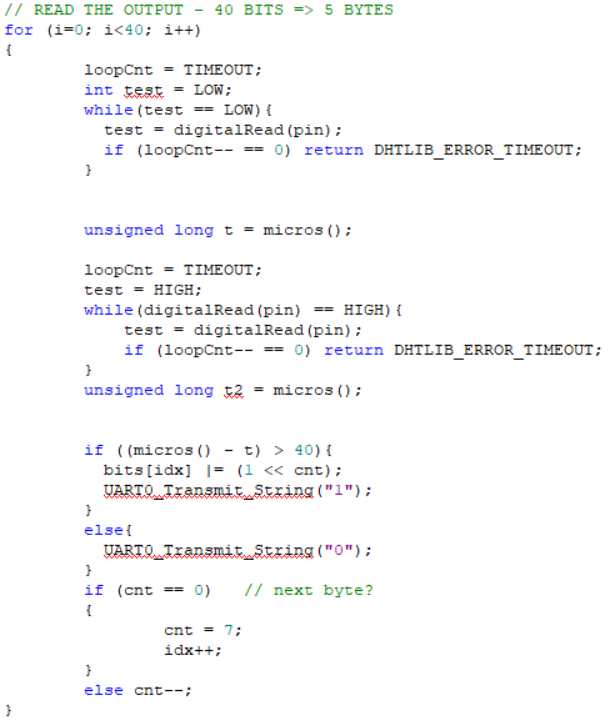 // READ THE OUTPUT - 40 BITS => 5 BYTES
for (i=0; i<40; i++)
{
loopCnt = TIMEOUT;
int test = LOW;
while(test == LOW){
test = digitalRead(pin);
if (loopCnt-- == 0) return DHTLIB_ERROR_TIMEOUT;
}
unsigned long t = micros();
loopCnt = TIMEOUT;
test = HIGH;
while(digitalRead(pin) == HIGH){
test = digitalRead(pin);
if (loopCnt-- == 0) return DHTLIB_ERROR_TIMEOUT;
}
unsigned long t2 = micros();
if ((micros() - t) > 40){
bits[idx] |= (1 << cnt);
UART0_Transmit_String("1");
}
else{
UART0_Transmit_String("0");
}
if (cnt == 0) // next byte?
{
cnt = 7;
idx++;
}
else cnt--;
}